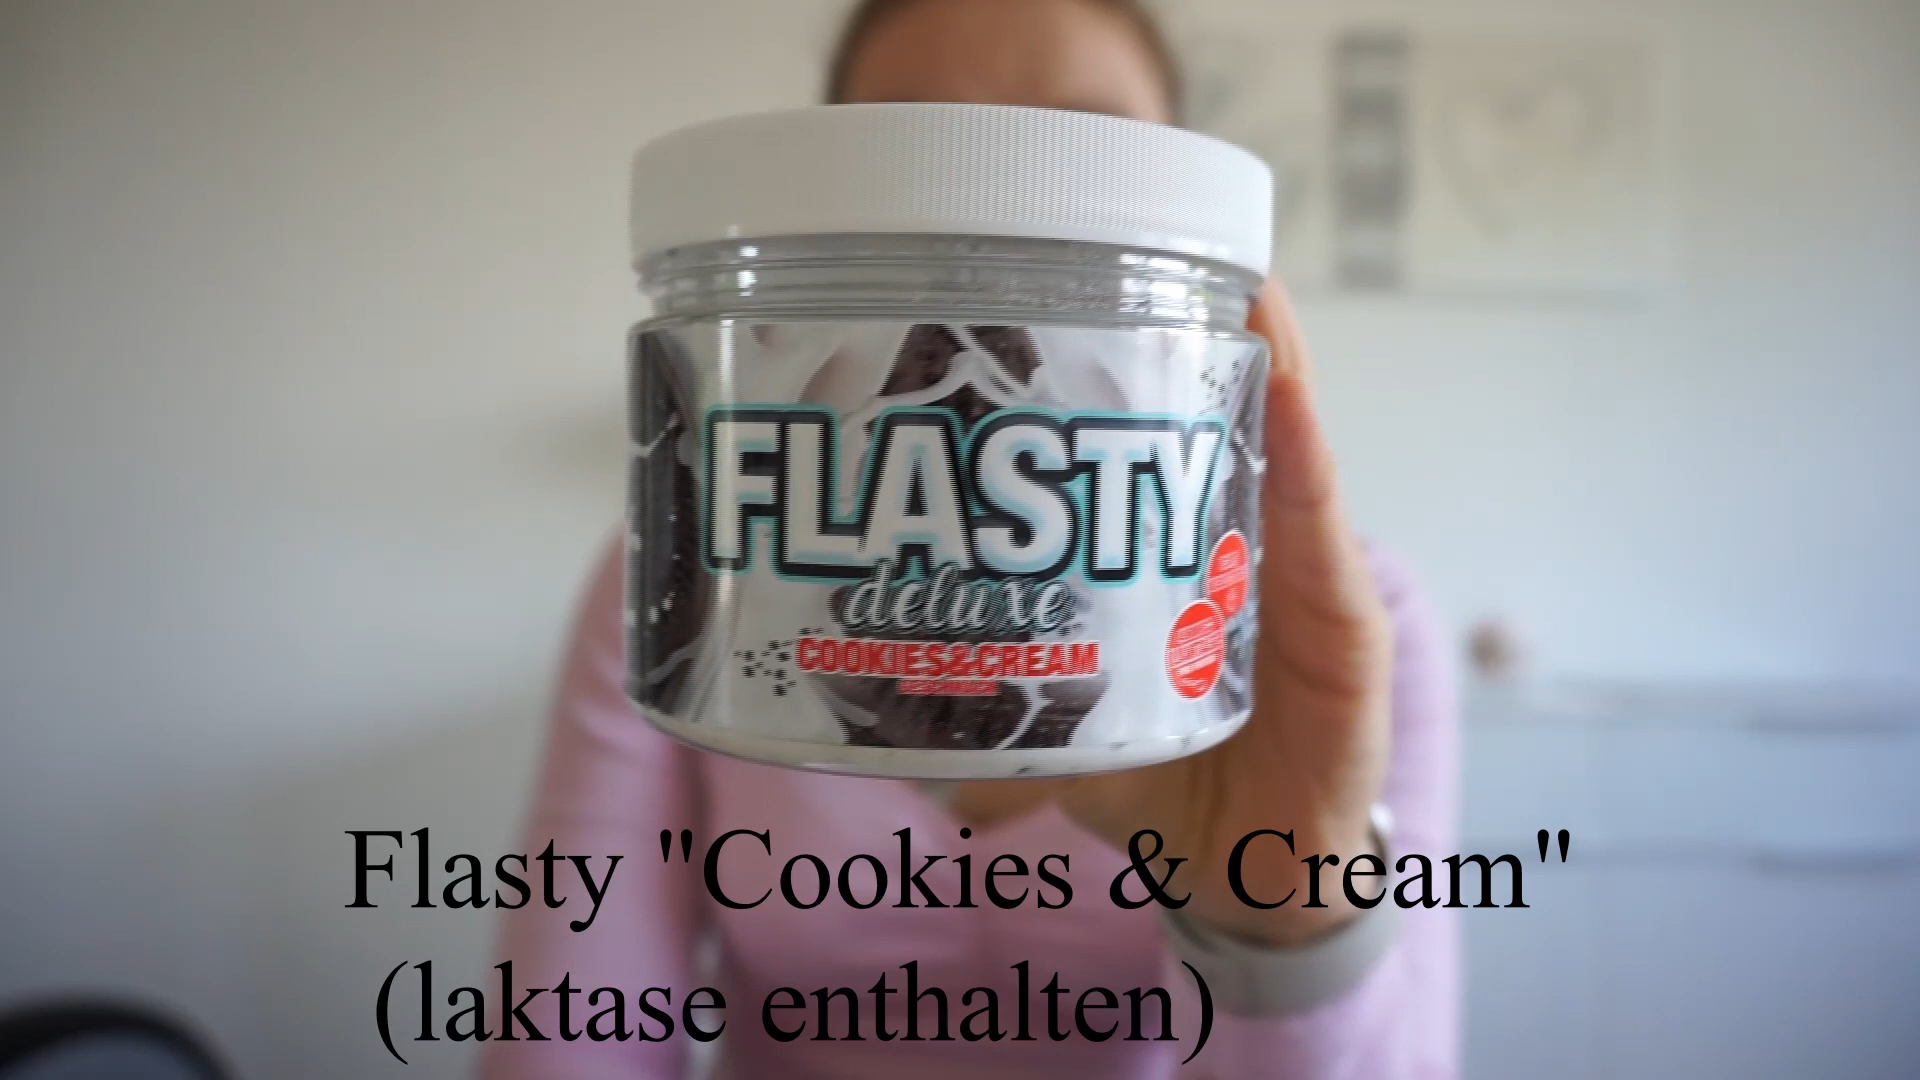 FLASTY
deluxe
COOKIES&CREAM
Flasty "Cookies & Cream"
(laktase enthalten)